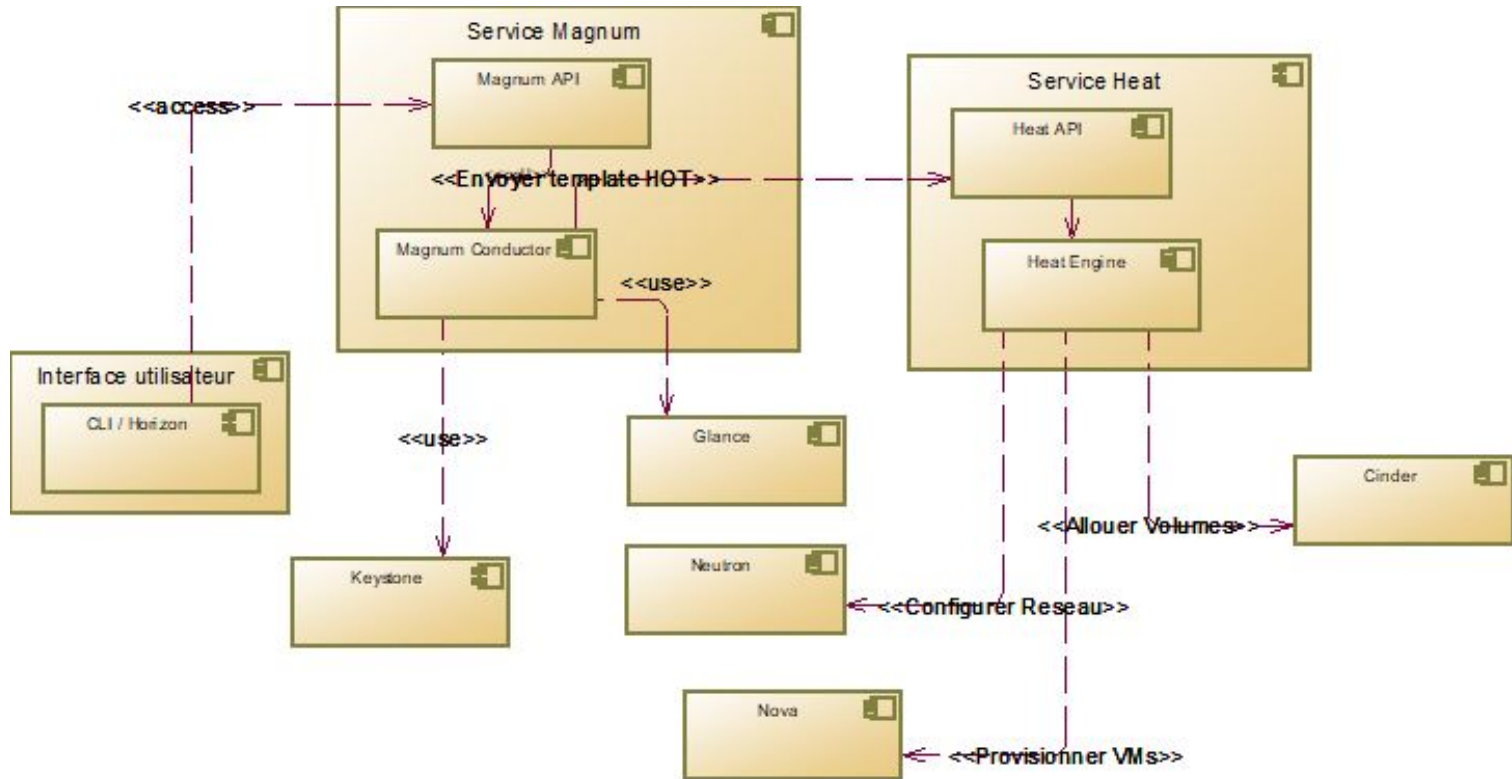 Service Magnum
Magnum API
Service Heat
<<access>>
Heat API
<<Envoyer template HOT>>
Magnum Conductor
Heat Engine
<<use>>
Interface utilisateur
CLI / Horizon
Glance
<<use>>
Cinder
<<Allouer Volumes>>
Neutron
Keystone
<<Configurer Reseau>>
Nova
<<Provisionner VMs>>